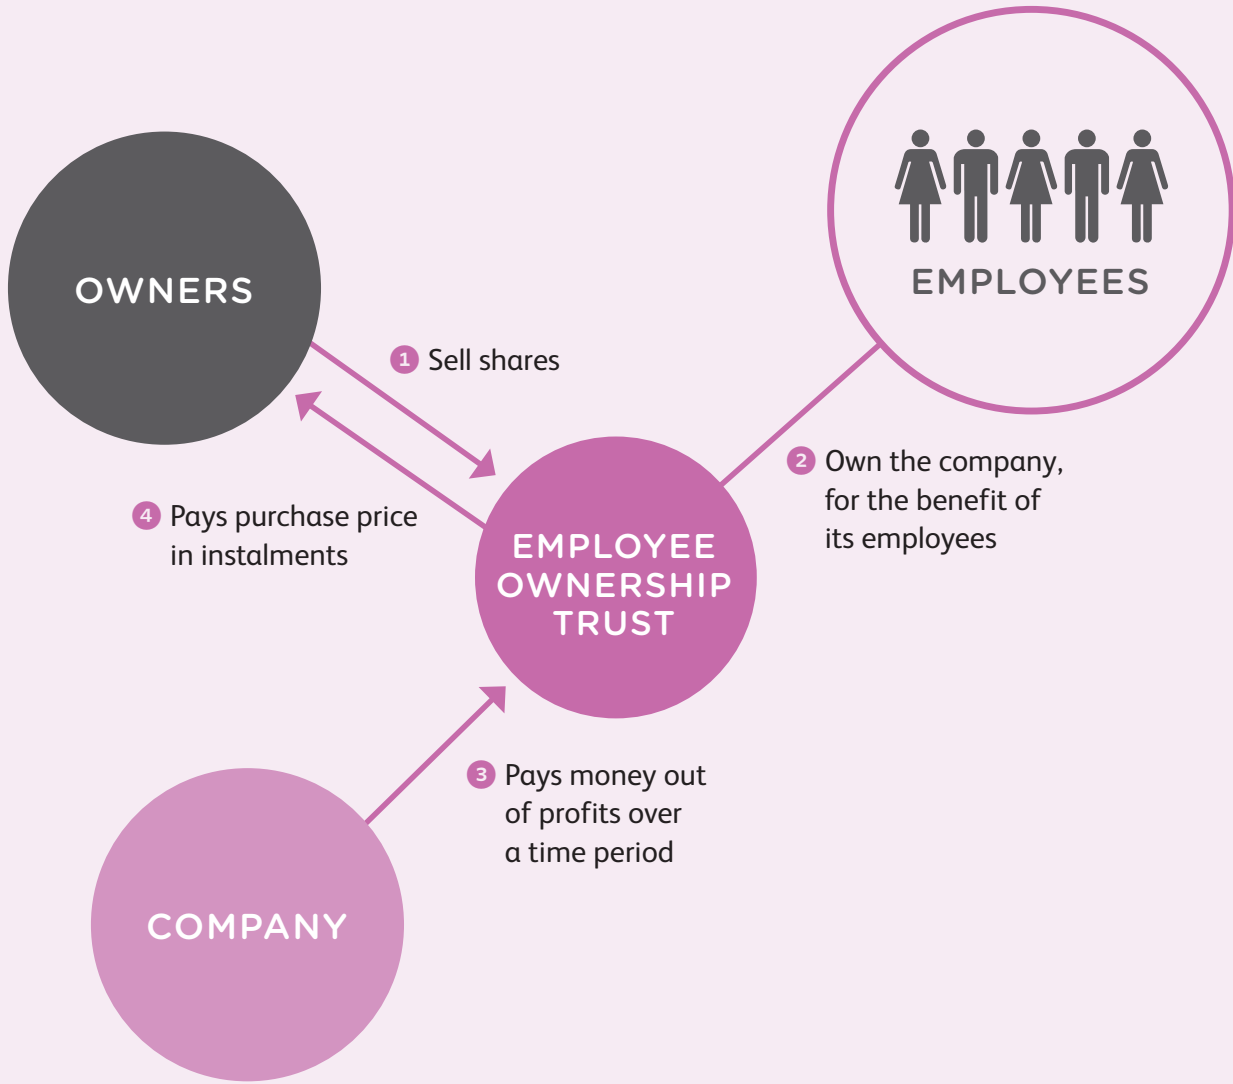 OWNERS
EMPLOYEES
1 Sell shares
2 Own the company,
for the benefit of
its employees
4 Pays purchase price
in instalments
EMPLOYEE
OWNERSHIP
TRUST
3 Pays money out
of profits over
a time period
COMPANY